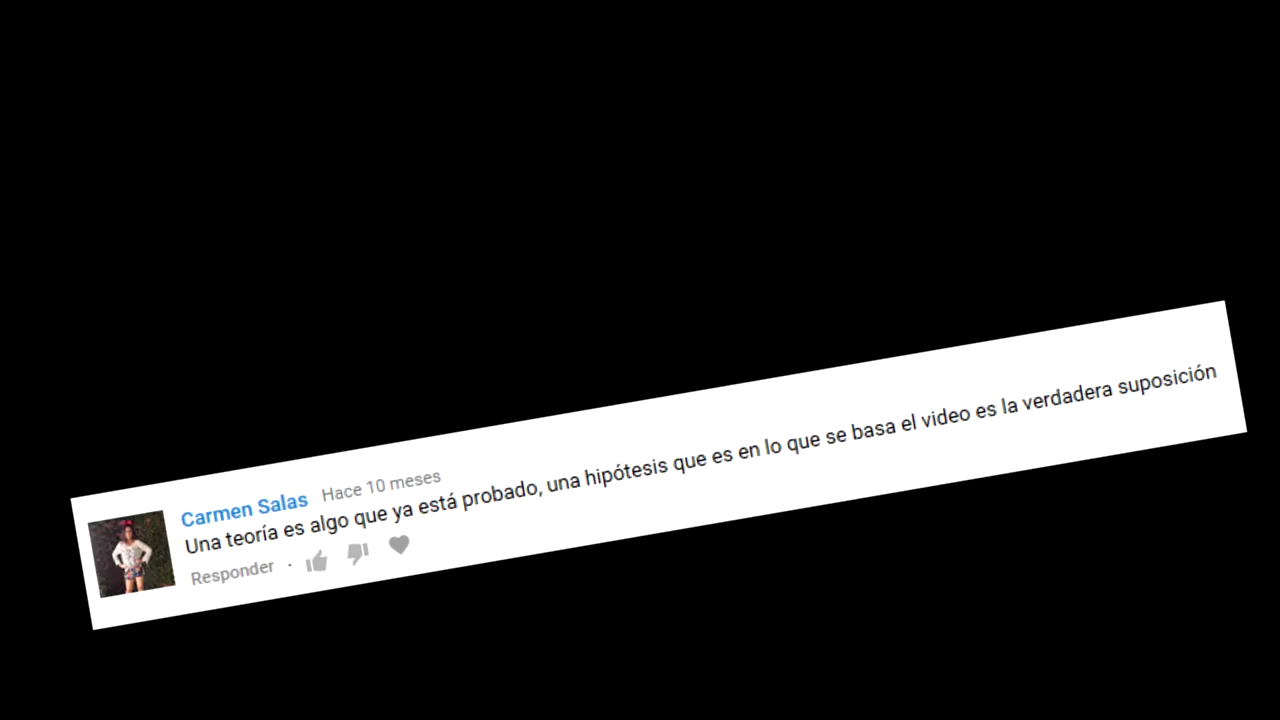 Carmen Salas Hace 10 meses
Una teoría es algo que ya está probado, una hipótesis que es en lo que se basa el video es la verdadera suposición
Responder ·